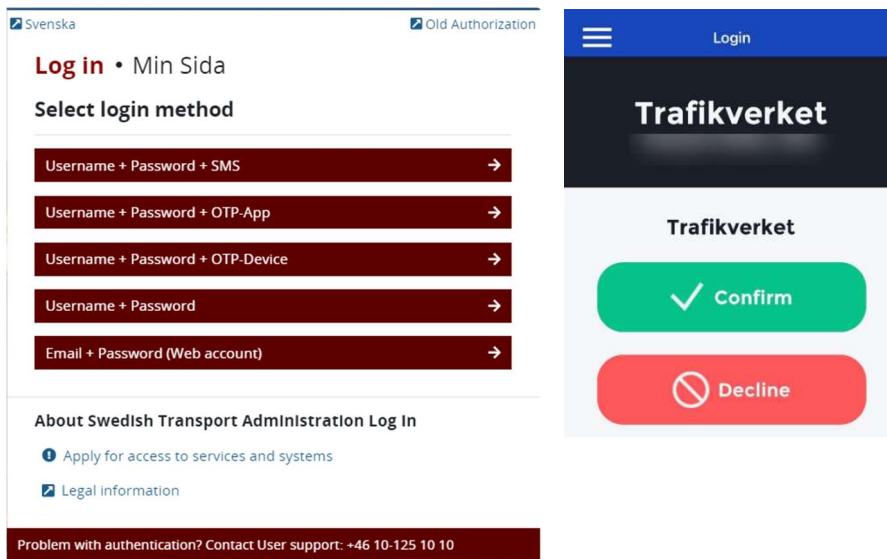 Svenska
Old Authorization
Log in • Min Sida
Select login method
Username + Password + SMS
Username + Password + OTP-App
Username + Password + OTP-Device
Username + Password
Email + Password (Web account)
About Swedish Transport Administration Log In
Apply for access to services and systems
Legal information
Problem with authentication? Contact User support: +46 10-125 10 10
Login
Trafikverket
Trafikverket
Confirm
Decline